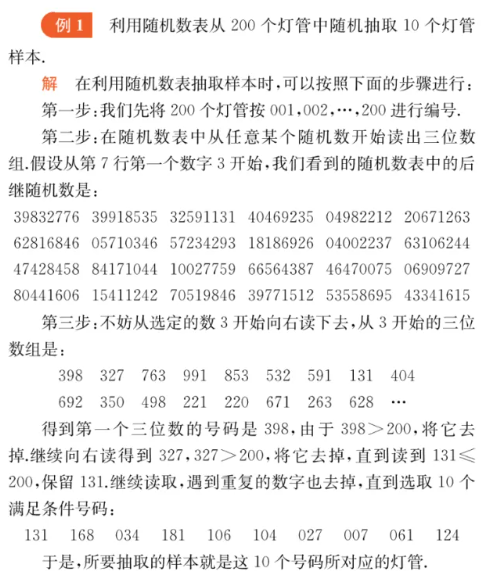 例1 利用随机数表从 200 个灯管中随机抽取 10 个灯管
样本.
解 在利用随机数表抽取样本时,可以按照下面的步骤进行:
第一步:我们先将 200 个灯管按 001,002,…,200 进行编号.
第二步:在随机数表中从任意某个随机数开始读出三位数
组.假设从第 7 行第一个数字 3 开始,我们看到的随机数表中的后
继随机数是:
39832776 39918535 32591131 40469235 04982212 20671263
62816846 05710346 57234293 18186926 04002237 63106244
47428458 84171044 10027759 66564387 46470075 06909727
80441606 15411242 70519846 39771512 53558695 43341615
第三步:不妨从选定的数 3 开始向右读下去,从 3 开始的三位
数组是:
398 327 763 991 853 532 591 131 404
692 350 498 221 220 671 263 628 …
得到第一个三位数的号码是 398,由于 398>200,将它去
掉.继续向右读得到 327,327>200,将它去掉,直到读到 131≤
200,保留 131.继续读取,遇到重复的数字也去掉,直到选取 10 个
满足条件号码:
131 168 034 181 106 104 027 007 061 124
于是,所要抽取的样本就是这 10 个号码所对应的灯管.